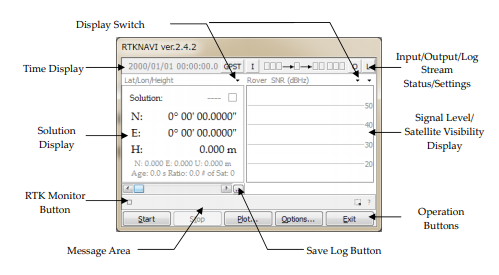 Display Switch
RTKNAVI ver.2.4.2
Time Display
2000/01/01 00:00:00.0 GPST I O L
Input/Output/Log
Stream
Status/Settings
Lat/Lon/Height
Rover SNR (dBHz)
Solution: -----
N: 0° 00' 00.0000"
E: 0° 00' 00.0000"
H: 0.000 m
N: 0.000 E: 0.000 U: 0.000 m
Age: 0.0 s Ratio: 0.0 # of Sat: 0
50
40
30
20
Solution
Display
Signal Level/
Satellite Visibility
Display
RTK Monitor
Button
?
Start Stop Plot... Options... Exit
Operation
Buttons
Message Area
Save Log Button